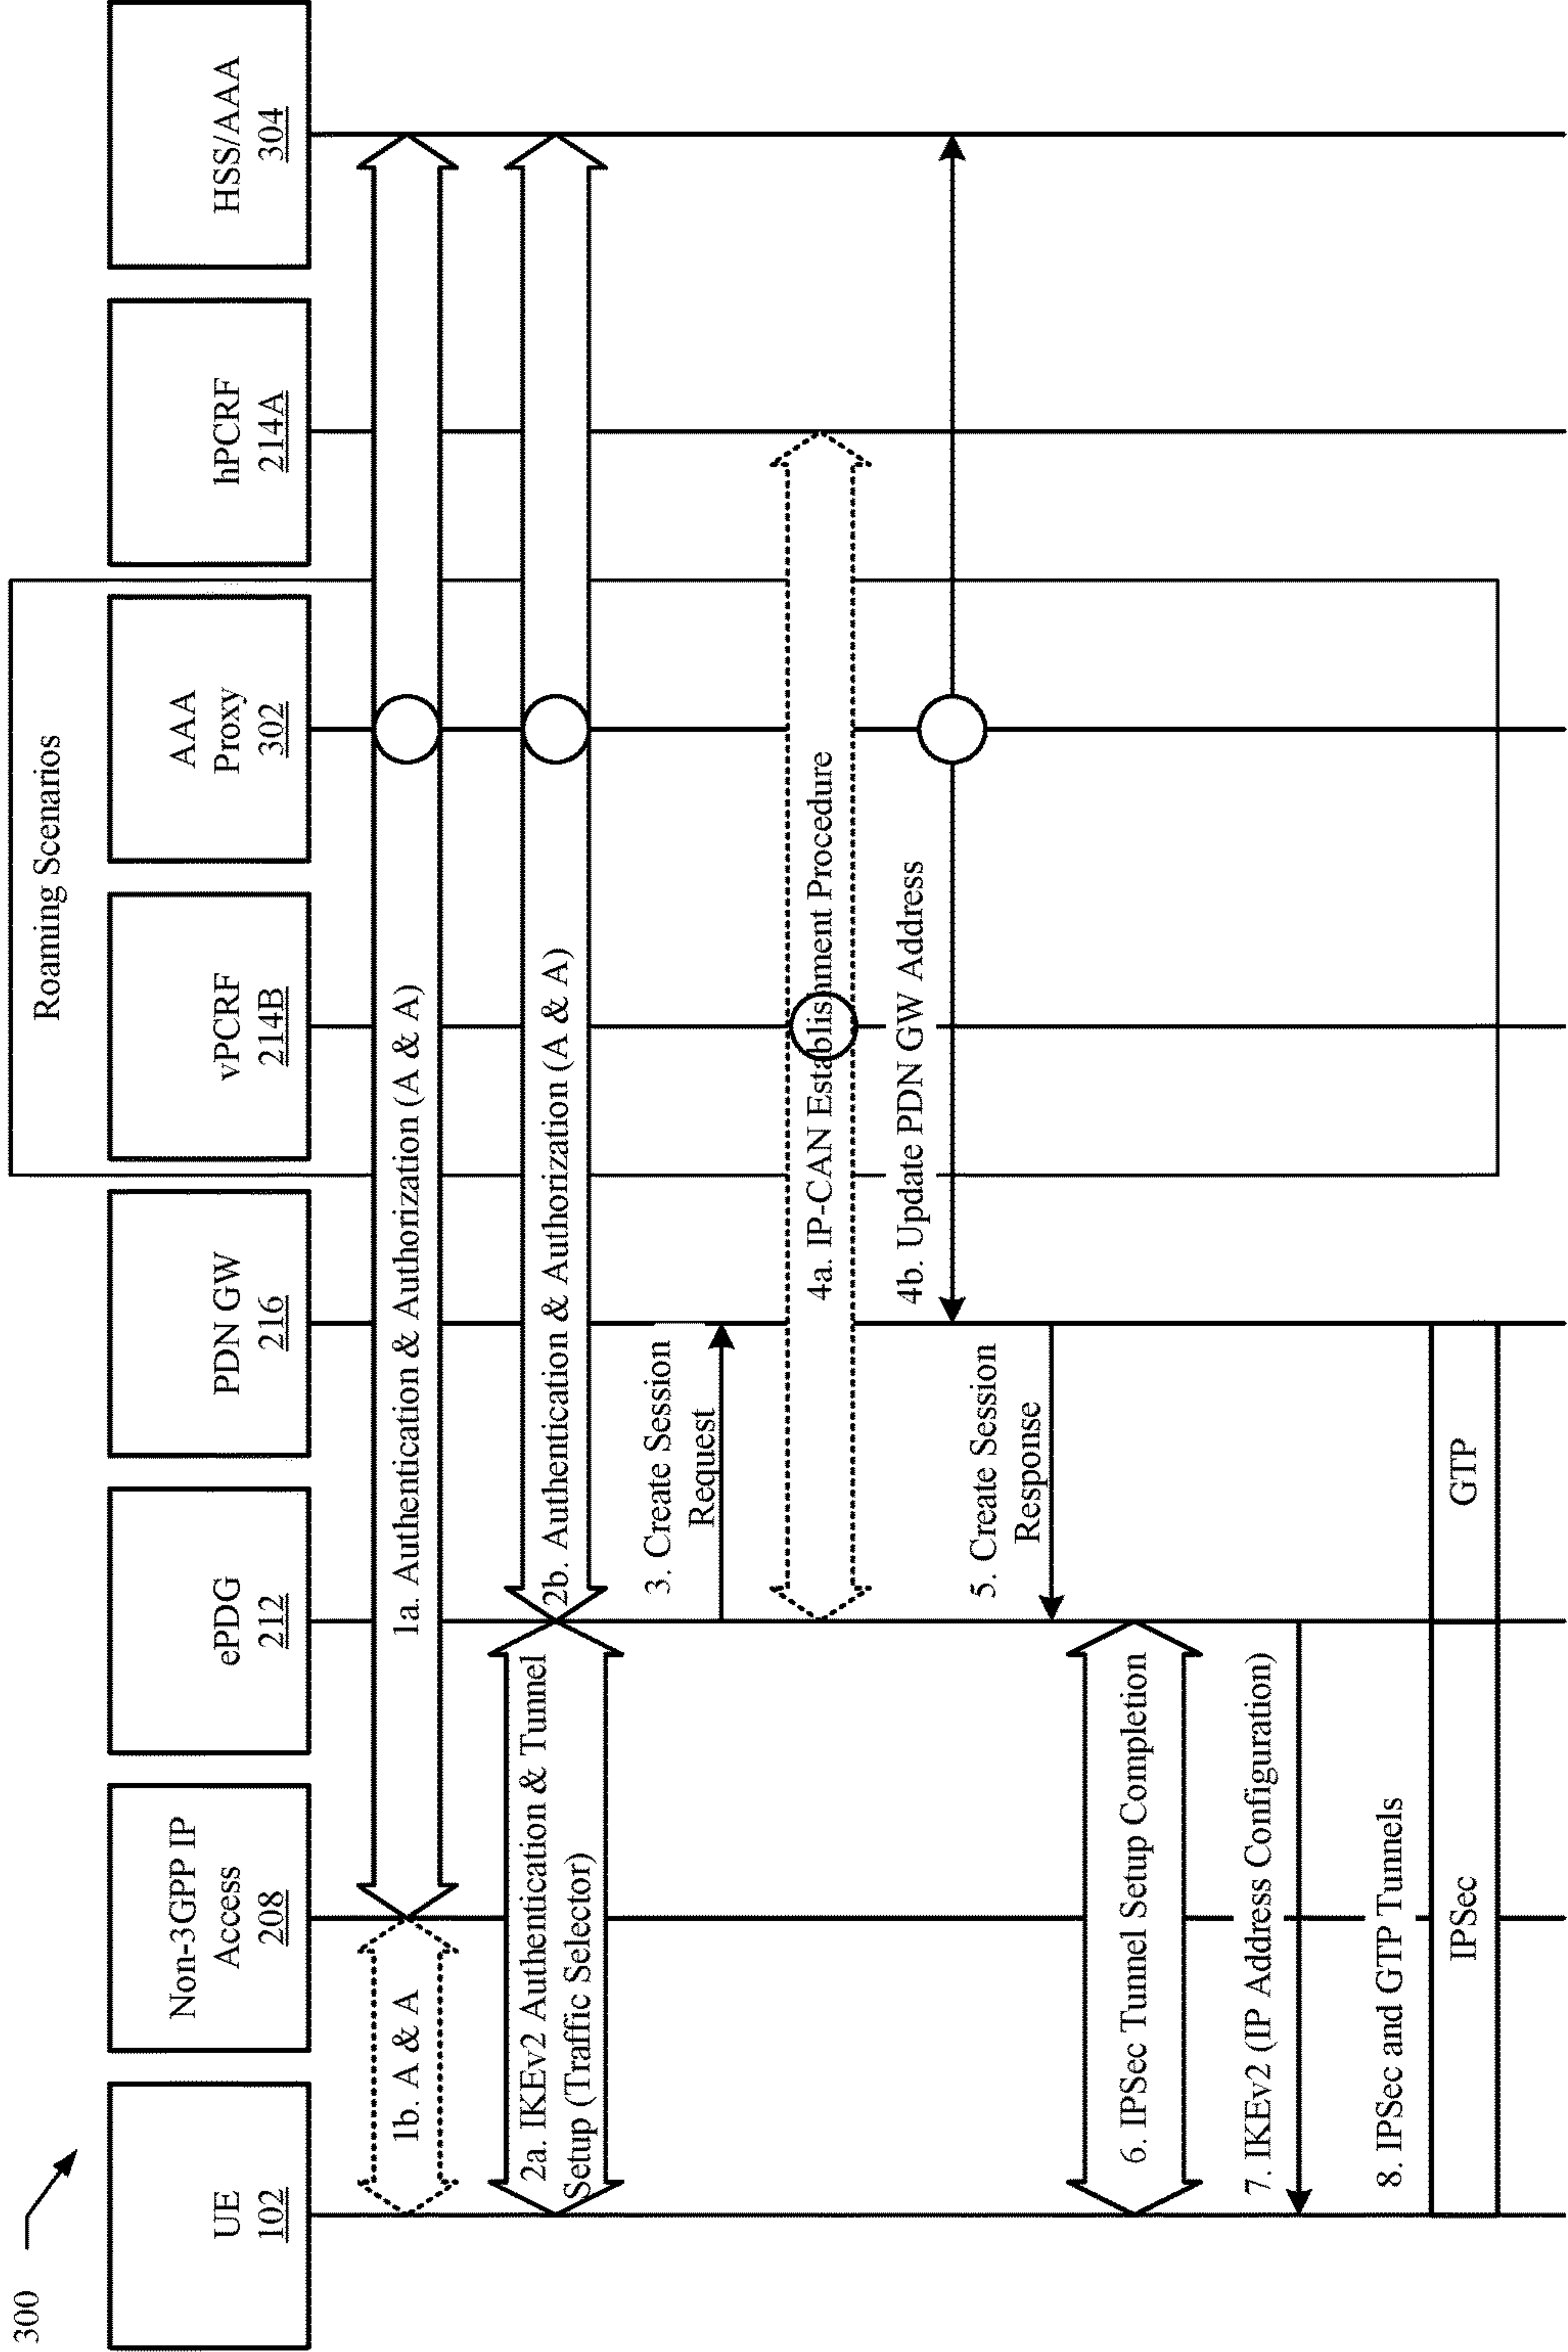 300
Roaming Scenarios
UE
102
Non-3GPP IP
Access
208
ePDG
212
PDN GW
216
vPCRF
214B
AAA
Proxy
302
hPCRF
214A
HSS/AAA
304
1a. Authentication & Authorization (A & A)
1b. A & A
2a. IKEv2 Authentication & Tunnel
Setup (Traffic Selector)
2b. Authentication & Authorization (A & A)
3. Create Session
Request
4a. IP-CAN Establishment Procedure
4b. Update PDN GW Address
5. Create Session
Response
6. IPSec Tunnel Setup Completion
7. IKEv2 (IP Address Configuration)
8. IPSec and GTP Tunnels
IPSec
GTP